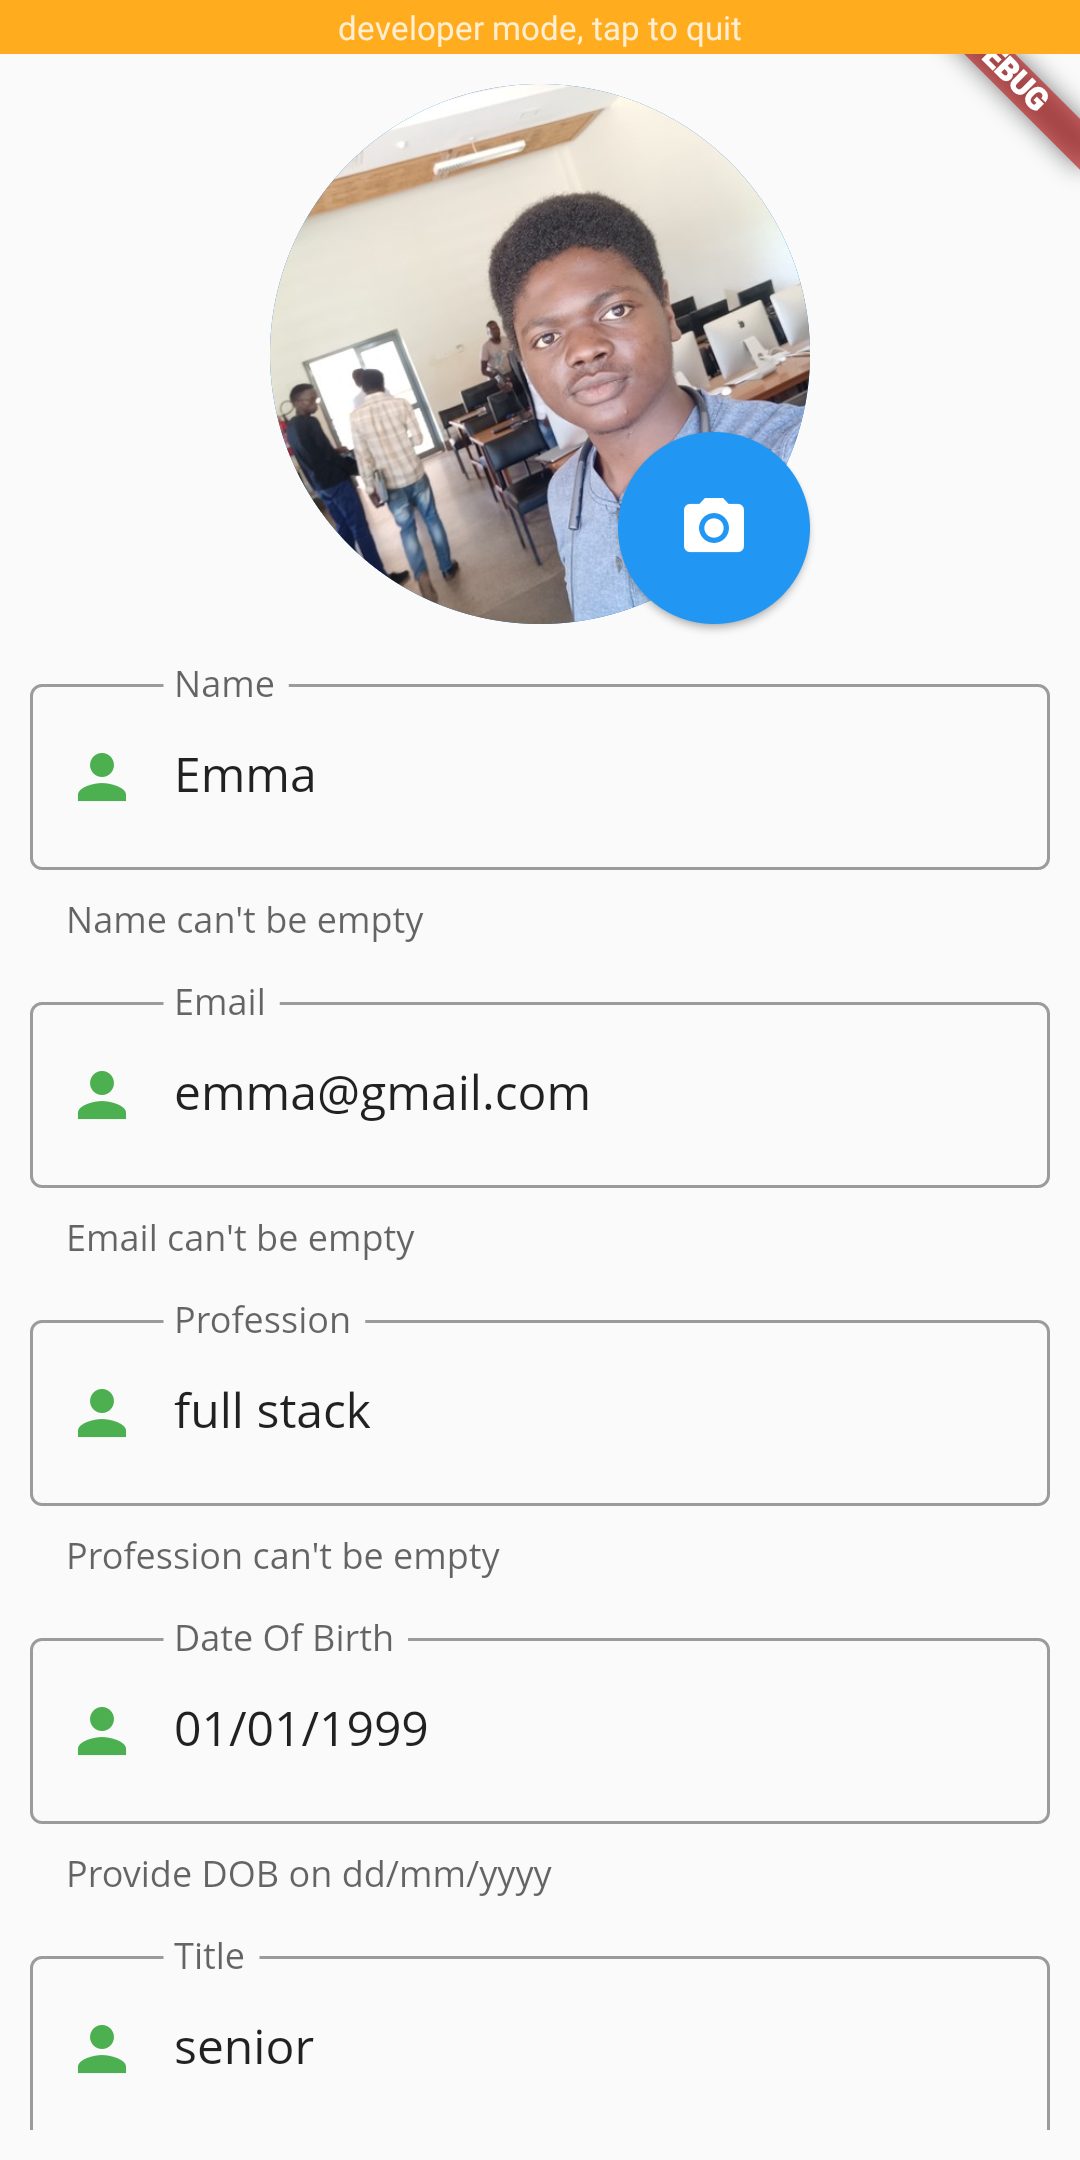 developer mode, tap to quit
EBUG
Name
Emma
Name can't be empty
Email
emma@gmail.com
Email can't be empty
Profession
full stack
Profession can't be empty
Date Of Birth
01/01/1999
Provide DOB on dd/mm/yyyy
Title
senior